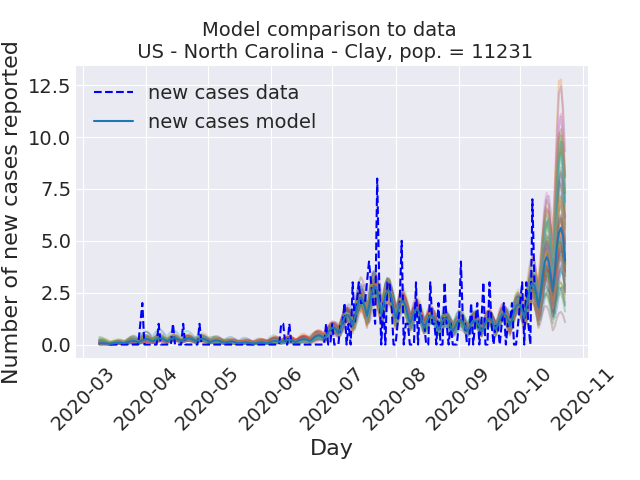 Model comparison to data
US - North Carolina - Clay, pop. = 11231
Number of new cases reported
12.5
10.0
7.5
5.0
2.5
0.0
new cases data
new cases model
2020-03
2020-04
2020-05
2020-06
2020-07
2020-08
2020-09
2020-10
2020-11
Day